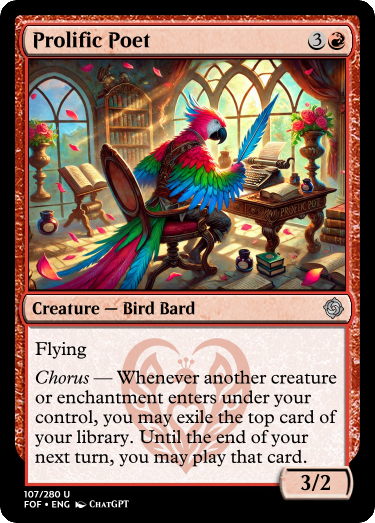 Prolific Poet
3
PROLIFIC POE
Creature — Bird Bard
Flying
Chorus — Whenever another creature
or enchantment enters under your
control, you may exile the top card of
your library. Until the end of your
next turn, you may play that card.
3/2
107/280 U
FOF • ENG ChatGPT